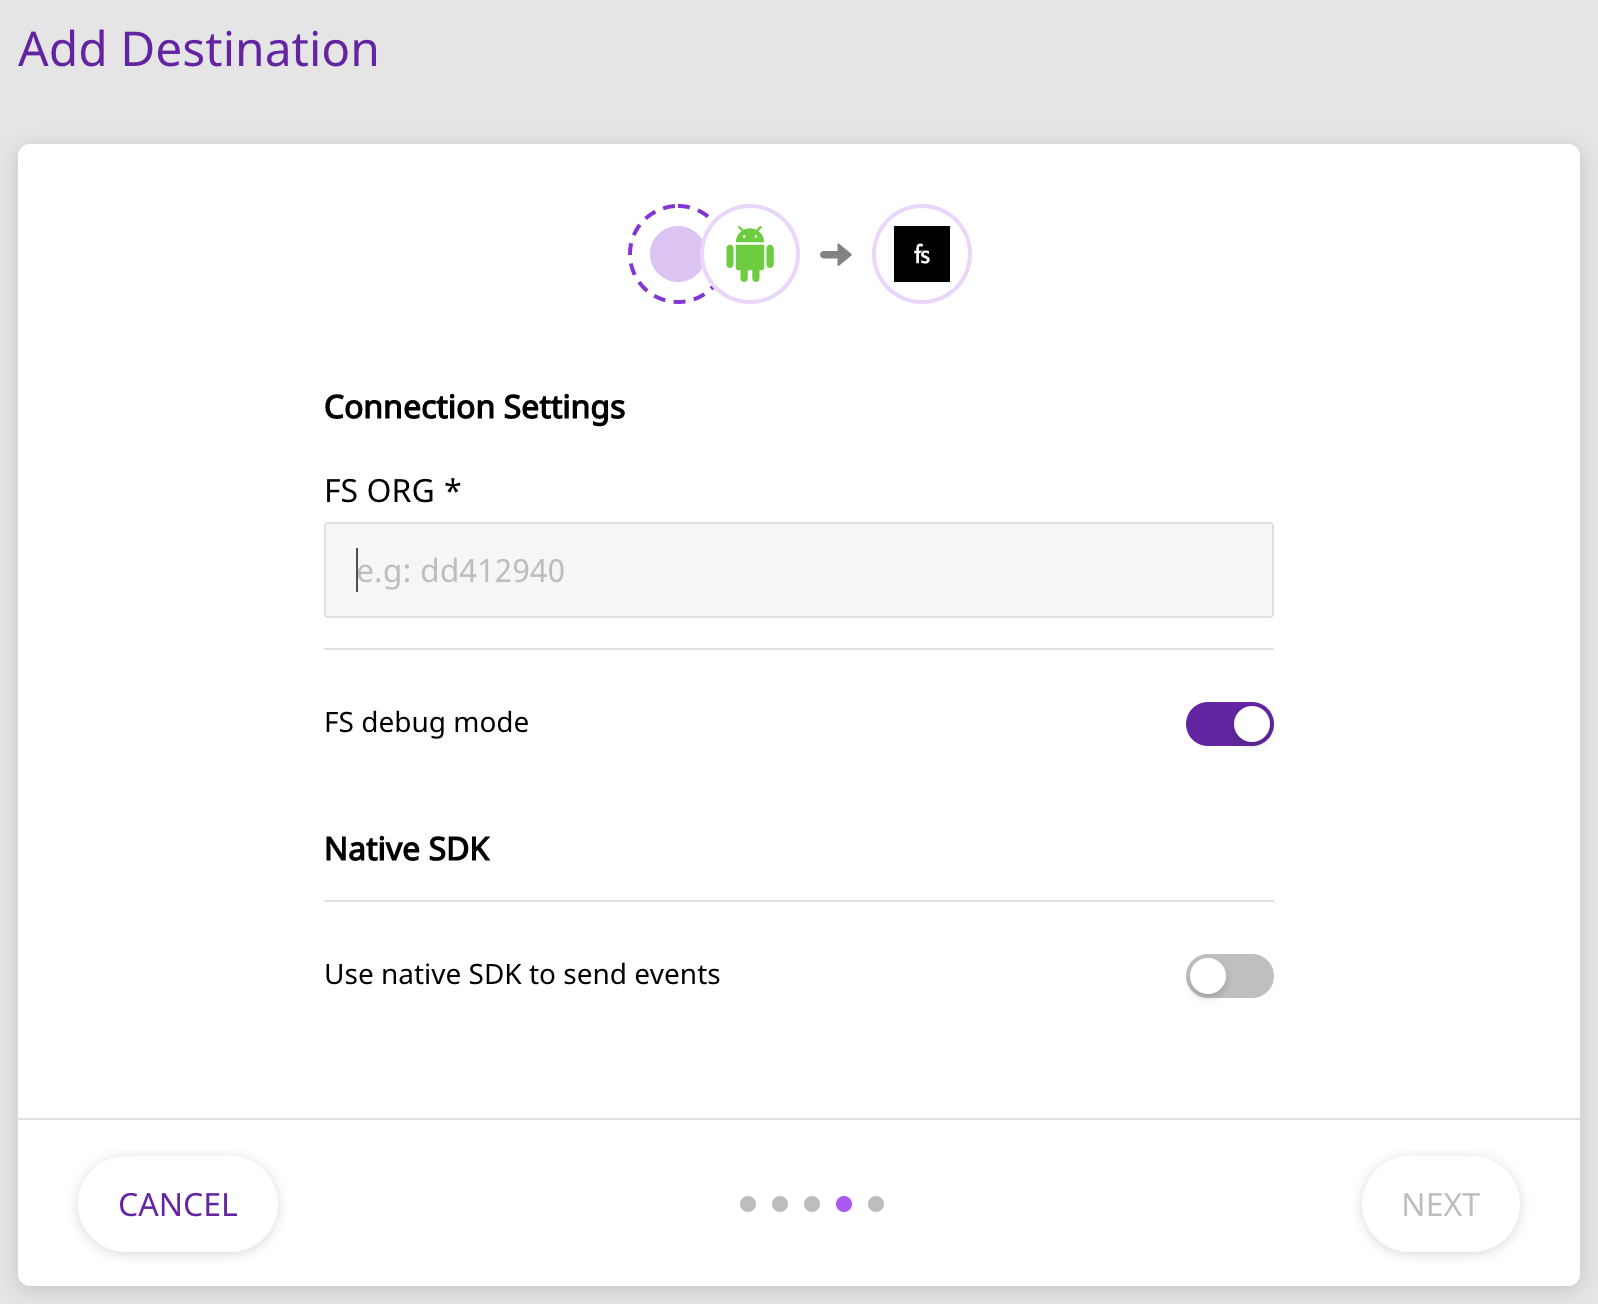 Add Destination
fs
Connection Settings
FS ORG *
e.g: dd412940
FS debug mode
Native SDK
Use native SDK to send events
CANCEL
NEXT